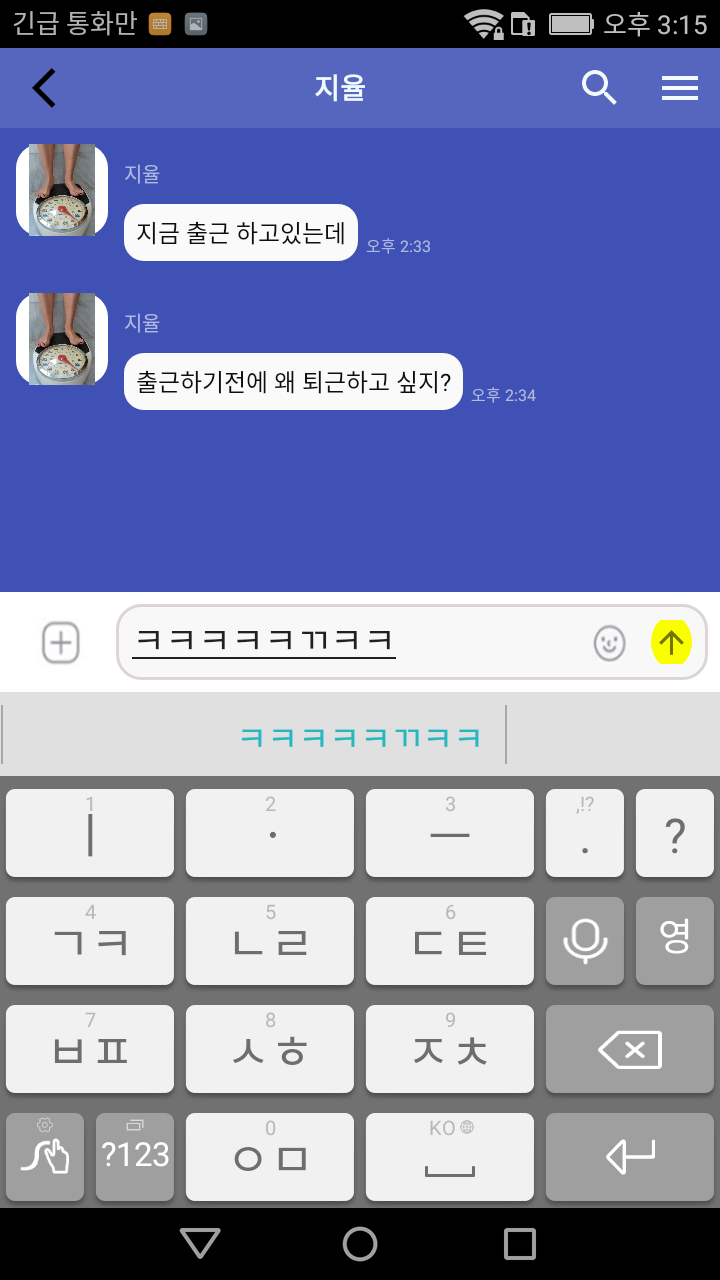 긴급 통화만
오후 3:15
지율
지율
지금 출근 하고있는데
오후 2:33
지율
출근하기전에 왜 퇴근하고 싶지?
오후 2:34
ㅋㅋㅋㅋㅋㄲㅋㅋ
ㅋㅋㅋㅋㅋㄲㅋㅋ
1 2 3 ,!?
ㅣ · ㅡ . ?
4 5 6
ㄱㅋ ㄴㄹ ㄷㅌ 영
7 8 9
ㅂㅍ ㅅㅎ ㅈㅊ
0 KO
?123 ㅇㅁ